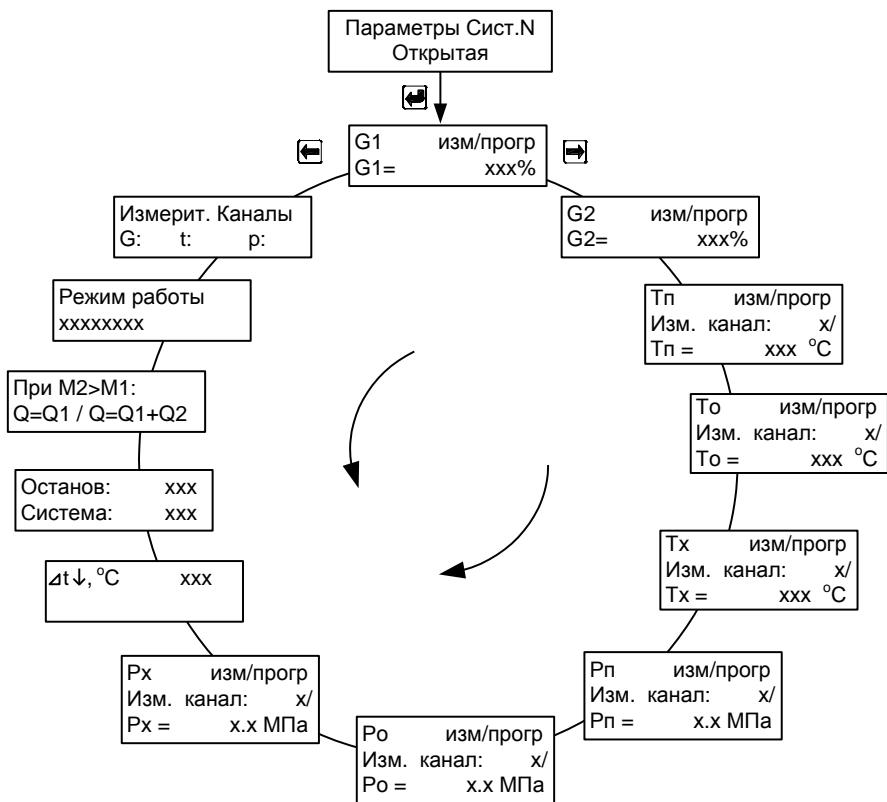 Параметры Сист.N
Открытая
G1 изм/прогр
G1= xxx%
G2 изм/прогр
G2= xxx%
Тп изм/прогр
Изм. канал: x/
Тп = xxx °C
То изм/прогр
Изм. канал: x/
То = xxx °C
Тх изм/прогр
Изм. канал: x/
Тх = xxx °C
Рп изм/прогр
Изм. канал: x/
Рп = x.x МПа
Ро изм/прогр
Изм. канал: x/
Ро = x.x МПа
Рх изм/прогр
Изм. канал: x/
Рх = x.x МПа
⊿t↓, °C xxx
Останов: xxx
Система: xxx
При M2>M1:
Q=Q1 / Q=Q1+Q2
Режим работы
xxxxxxxx
Измерит. Каналы
G: t: p: